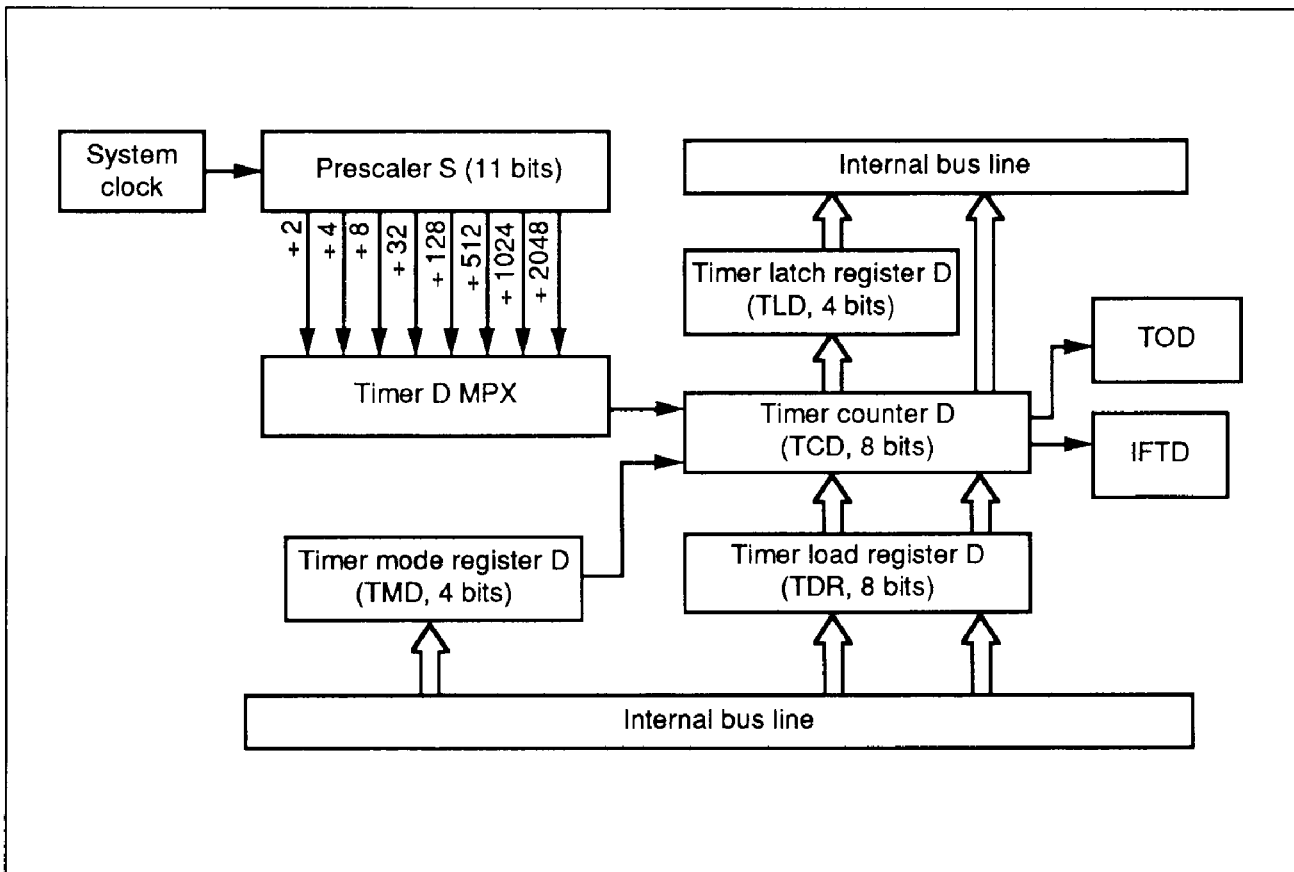 System
clock
Prescaler S (11 bits)
÷ 2
÷ 4
÷ 8
÷ 32
÷ 128
÷ 512
÷ 1024
÷ 2048
Timer D MPX
Internal bus line
Timer latch register D
(TLD, 4 bits)
Timer counter D
(TCD, 8 bits)
TOD
IFTD
Timer mode register D
(TMD, 4 bits)
Timer load register D
(TDR, 8 bits)
Internal bus line